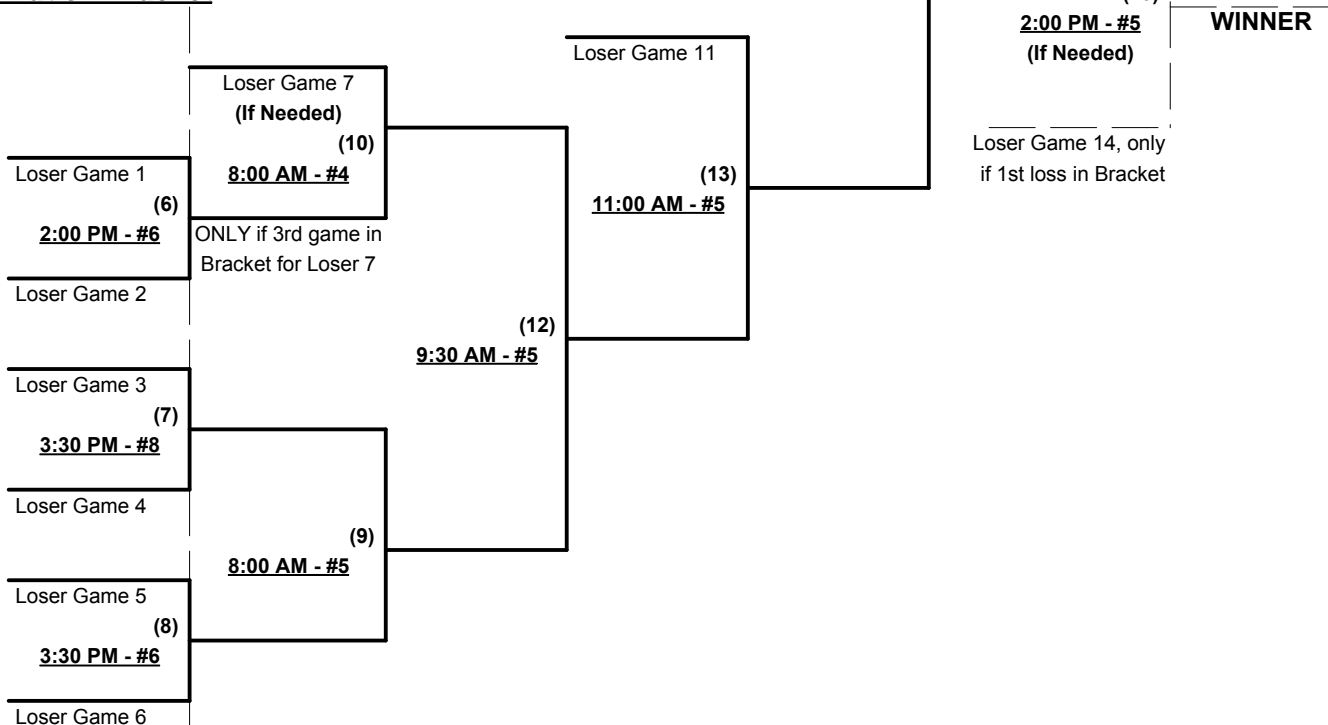 2:00 PM - #5
WINNER
(If Needed)
Loser Game 11
Loser Game 7
(If Needed)
(10)
8:00 AM - #4
Loser Game 14, only
if 1st loss in Bracket
Loser Game 1
(6)
2:00 PM - #6
(13)
11:00 AM - #5
ONLY if 3rd game in
Bracket for Loser 7
Loser Game 2
(12)
9:30 AM - #5
Loser Game 3
(7)
3:30 PM - #8
Loser Game 4
(9)
8:00 AM - #5
Loser Game 5
(8)
3:30 PM - #6
Loser Game 6